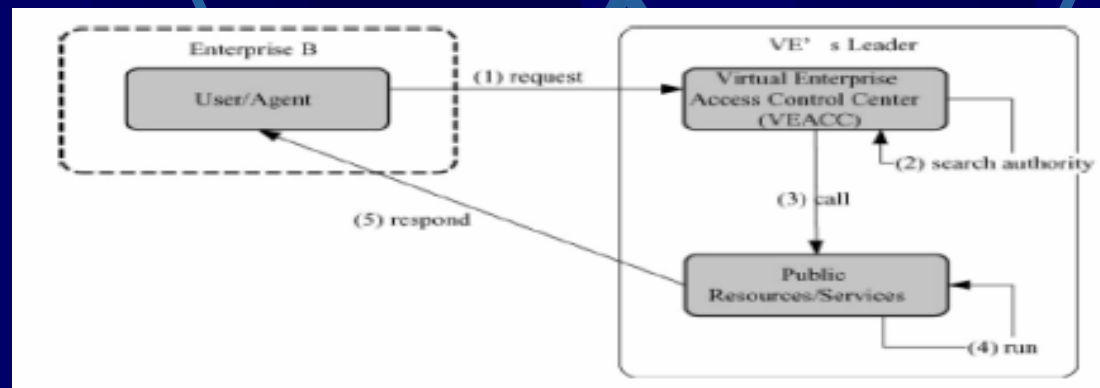 Enterprise B
User/Agent
(1) request
VE' s Leader
Virtual Enterprise
Access Control Center
(VEACC)
(2) search authority
(3) call
(5) respond
Public
Resources/Services
(4) run